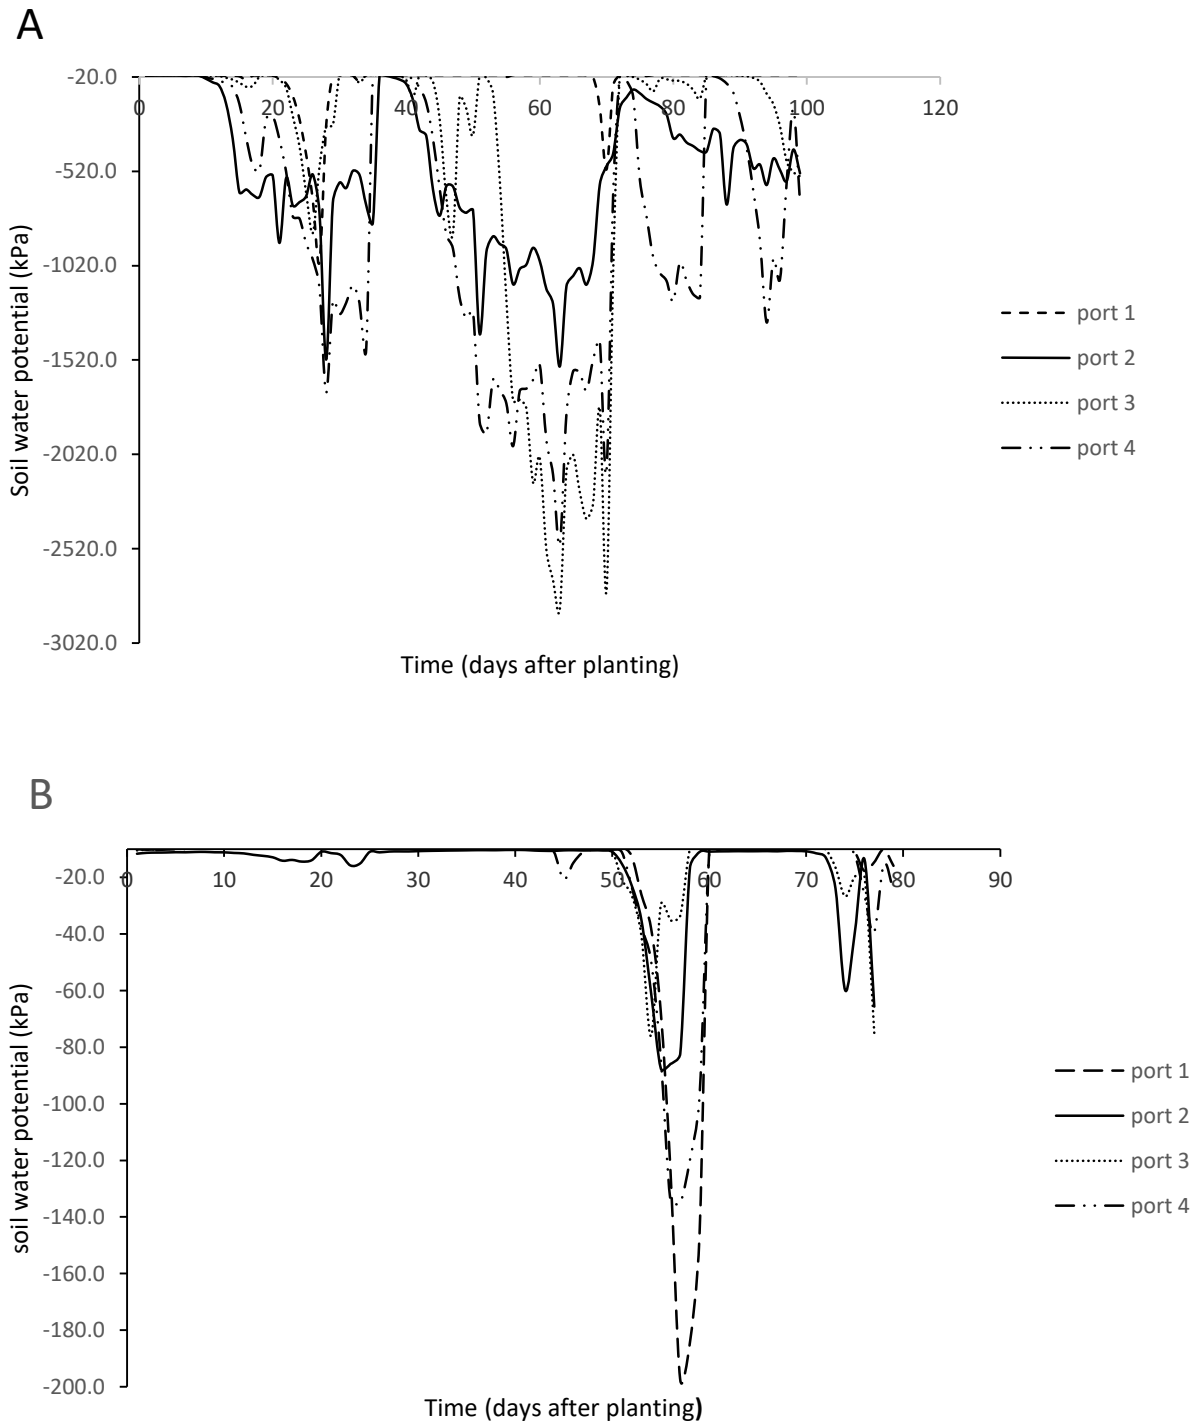 A
-20.0
0 20 40 60 80 100 120
-520.0
-1020.0
-1520.0
-2020.0
-2520.0
-3020.0
Soil water potential (kPa)
Time (days after planting)
port 1
port 2
port 3
port 4
B
-20.0
0 10 20 30 40 50 60 70 80 90
-40.0
-60.0
-80.0
-100.0
-120.0
-140.0
-160.0
-180.0
-200.0
soil water potential (kPa)
Time (days after planting)
port 1
port 2
port 3
port 4